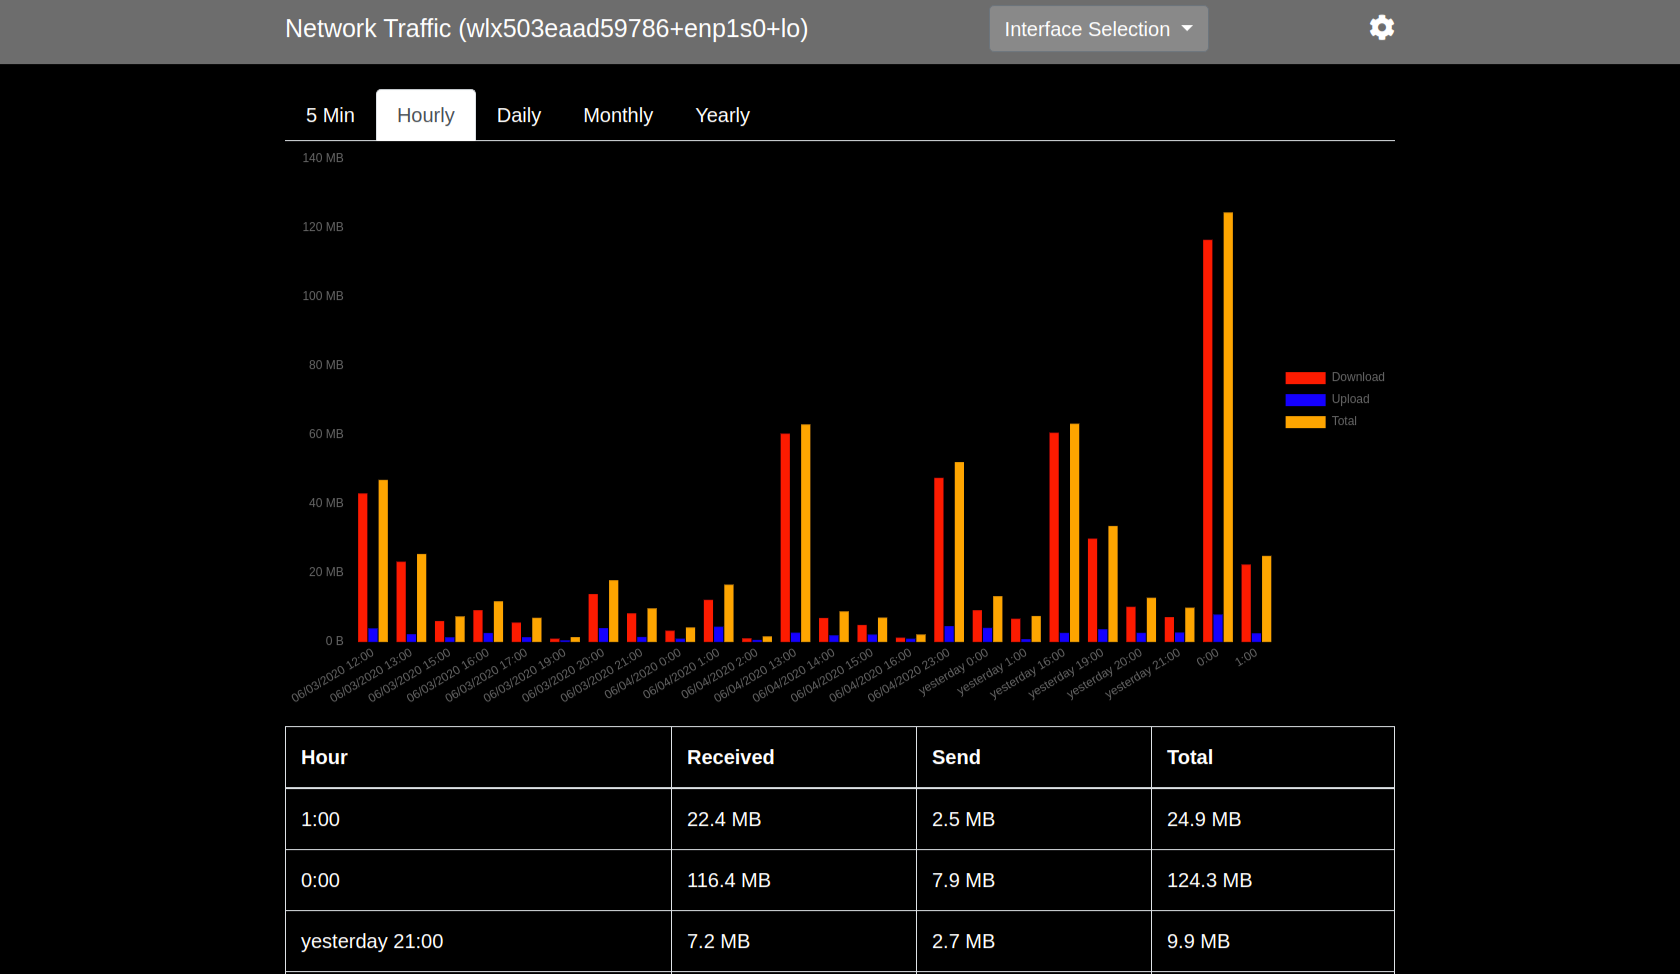 Network Traffic (wlx503eaad59786+enp1s0+lo)
Interface Selection
5 Min
Hourly
Daily
Monthly
Yearly
140 MB
120 MB
100 MB
80 MB
60 MB
40 MB
20 MB
0 B
Download
Upload
Total
06/03/2020 12:00
06/03/2020 13:00
06/03/2020 15:00
06/03/2020 16:00
06/03/2020 17:00
06/03/2020 19:00
06/03/2020 20:00
06/03/2020 21:00
06/04/2020 0:00
06/04/2020 1:00
06/04/2020 2:00
06/04/2020 13:00
06/04/2020 14:00
06/04/2020 15:00
06/04/2020 16:00
06/04/2020 23:00
yesterday 0:00
yesterday 1:00
yesterday 16:00
yesterday 19:00
yesterday 20:00
yesterday 21:00
0:00
1:00
Hour Received Send Total
1:00 22.4 MB 2.5 MB 24.9 MB
0:00 116.4 MB 7.9 MB 124.3 MB
yesterday 21:00 7.2 MB 2.7 MB 9.9 MB